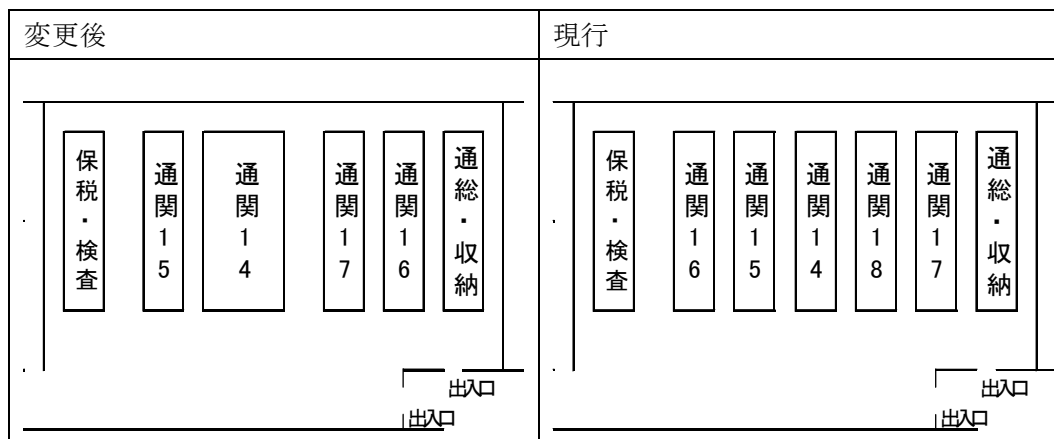 変更後
現行
保税・検査
通関15
通関14
通関17
通関16
通総・収納
出入口
出入口
保税・検査
通関16
通関15
通関14
通関18
通関17
通総・収納
出入口
出入口